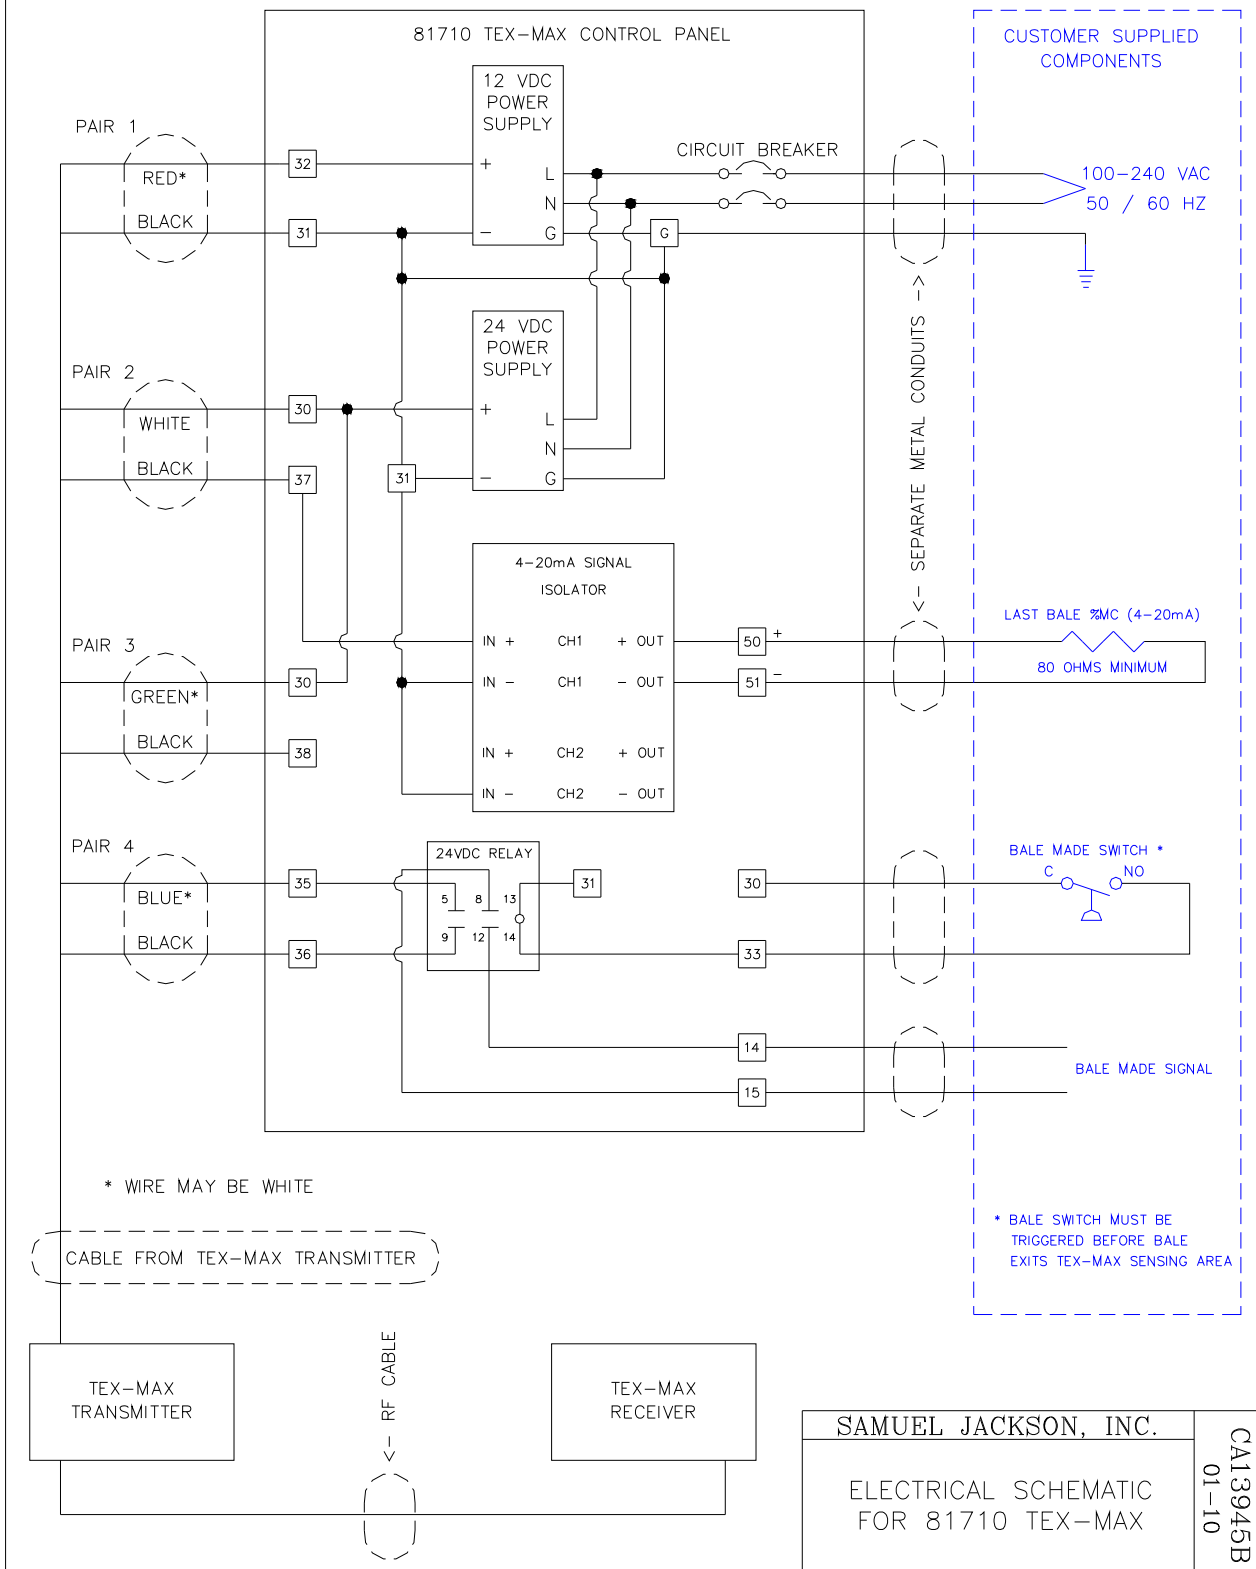 81710 TEX-MAX CONTROL PANEL
CUSTOMER SUPPLIED
COMPONENTS
12 VDC
POWER
SUPPLY
+
-
L
N
G
PAIR 1
RED*
BLACK
32
31
CIRCUIT BREAKER
G
100-240 VAC
50 / 60 HZ
<- SEPARATE METAL CONDUITS ->
24 VDC
POWER
SUPPLY
+
-
L
N
G
PAIR 2
WHITE
BLACK
30
37
31
4-20mA SIGNAL
ISOLATOR
IN + CH1 + OUT
IN - CH1 - OUT
IN + CH2 + OUT
IN - CH2 - OUT
50 +
51 -
LAST BALE %MC (4-20mA)
80 OHMS MINIMUM
PAIR 3
GREEN*
BLACK
30
38
PAIR 4
BLUE*
BLACK
35
36
24VDC RELAY
5 8 13
9 12 14
31
30
33
14
15
BALE MADE SWITCH *
C NO
BALE MADE SIGNAL
* WIRE MAY BE WHITE
* BALE SWITCH MUST BE
TRIGGERED BEFORE BALE
EXITS TEX-MAX SENSING AREA
CABLE FROM TEX-MAX TRANSMITTER
TEX-MAX
TRANSMITTER
<- RF CABLE
TEX-MAX
RECEIVER
SAMUEL JACKSON, INC.
ELECTRICAL SCHEMATIC
FOR 81710 TEX-MAX
CA13945B
01-10